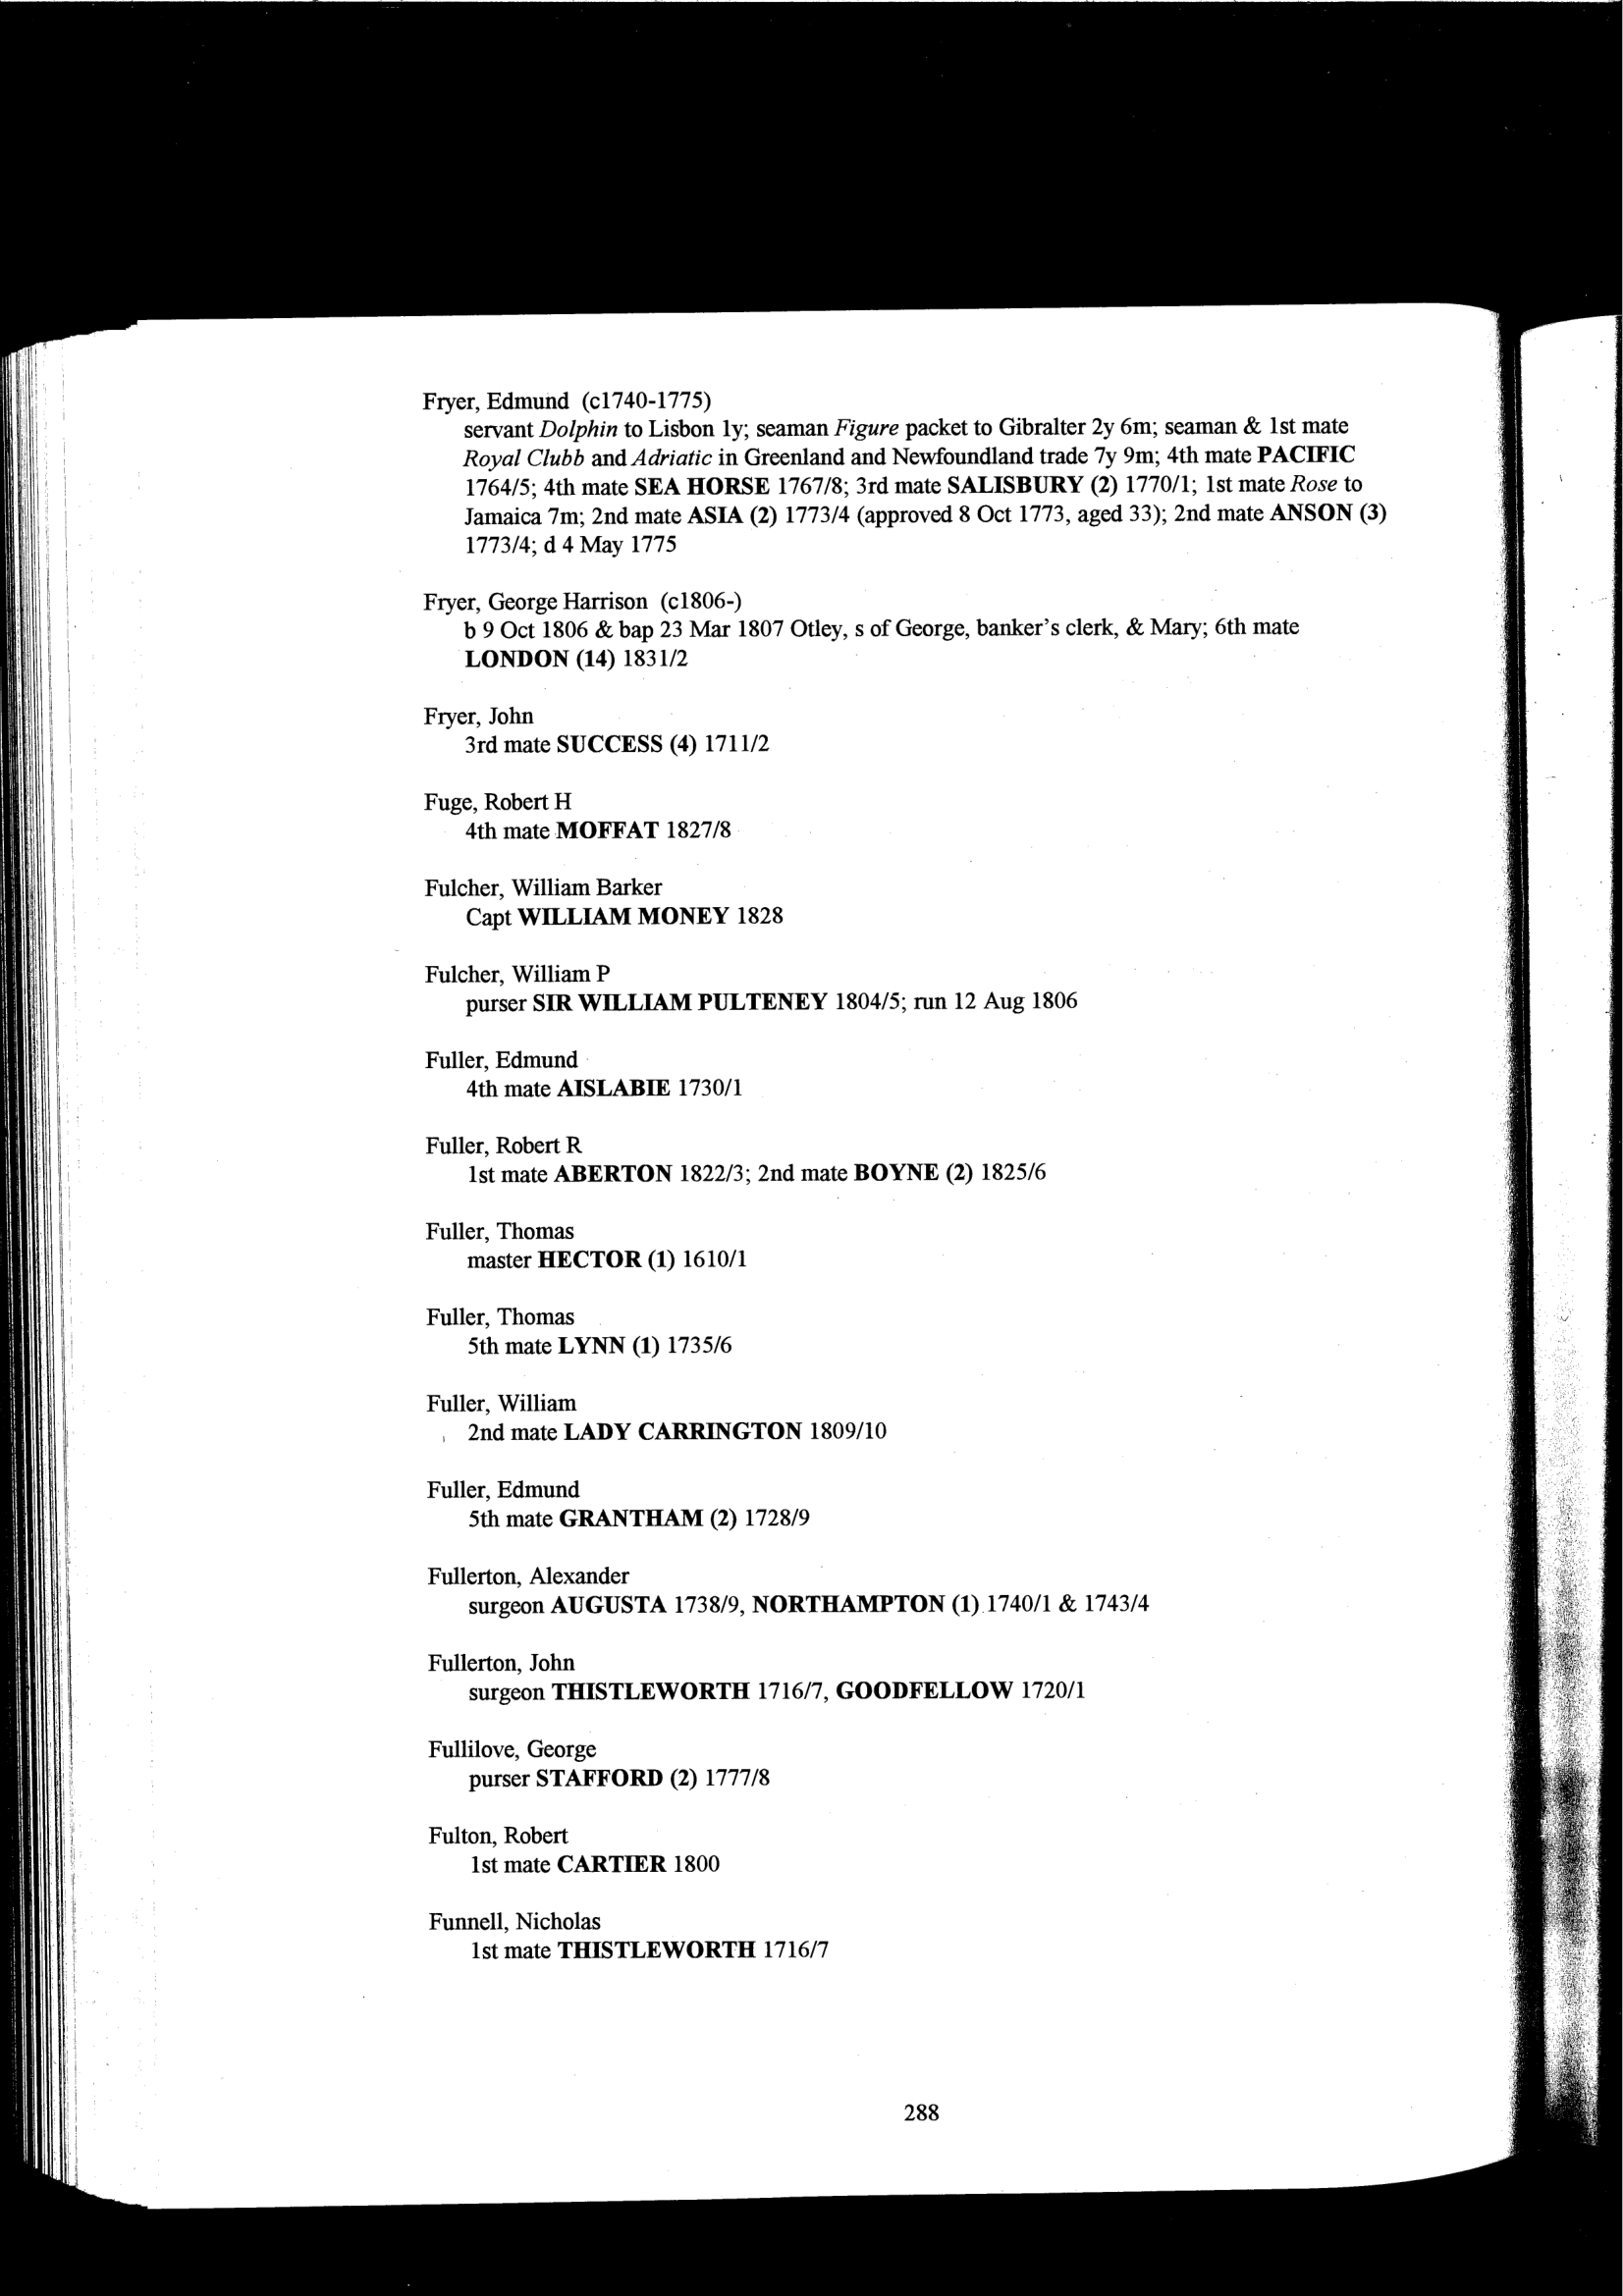 Fryer, Edmund (c1740-1775)
servant Dolphin to Lisbon 1y; seaman Figure packet to Gibralter 2y 6m; seaman & 1st mate
Royal Clubb and Adriatic in Greenland and Newfoundland trade 7y 9m; 4th mate PACIFIC
1764/5; 4th mate SEA HORSE 1767/8; 3rd mate SALISBURY (2) 1770/1; 1st mate Rose to
Jamaica 7m; 2nd mate ASIA (2) 1773/4 (approved 8 Oct 1773, aged 33); 2nd mate ANSON (3)
1773/4; d 4 May 1775
Fryer, George Harrison (c1806-)
b 9 Oct 1806 & bap 23 Mar 1807 Otley, s of George, banker's clerk, & Mary; 6th mate
LONDON (14) 1831/2
Fryer, John
3rd mate SUCCESS (4) 1711/2
Fuge, Robert H
4th mate MOFFAT 1827/8
Fulcher, William Barker
Capt WILLIAM MONEY 1828
Fulcher, William P
purser SIR WILLIAM PULTENEY 1804/5; run 12 Aug 1806
Fuller, Edmund
4th mate AISLABIE 1730/1
Fuller, Robert R
1st mate ABERTON 1822/3; 2nd mate BOYNE (2) 1825/6
Fuller, Thomas
master HECTOR (1) 1610/1
Fuller, Thomas
5th mate LYNN (1) 1735/6
Fuller, William
2nd mate LADY CARRINGTON 1809/10
Fuller, Edmund
5th mate GRANTHAM (2) 1728/9
Fullerton, Alexander
surgeon AUGUSTA 1738/9, NORTHAMPTON (1) 1740/1 & 1743/4
Fullerton, John
surgeon THISTLEWORTH 1716/7, GOODFELLOW 1720/1
Fullilove, George
purser STAFFORD (2) 1777/8
Fulton, Robert
1st mate CARTIER 1800
Funnell, Nicholas
1st mate THISTLEWORTH 1716/7
288